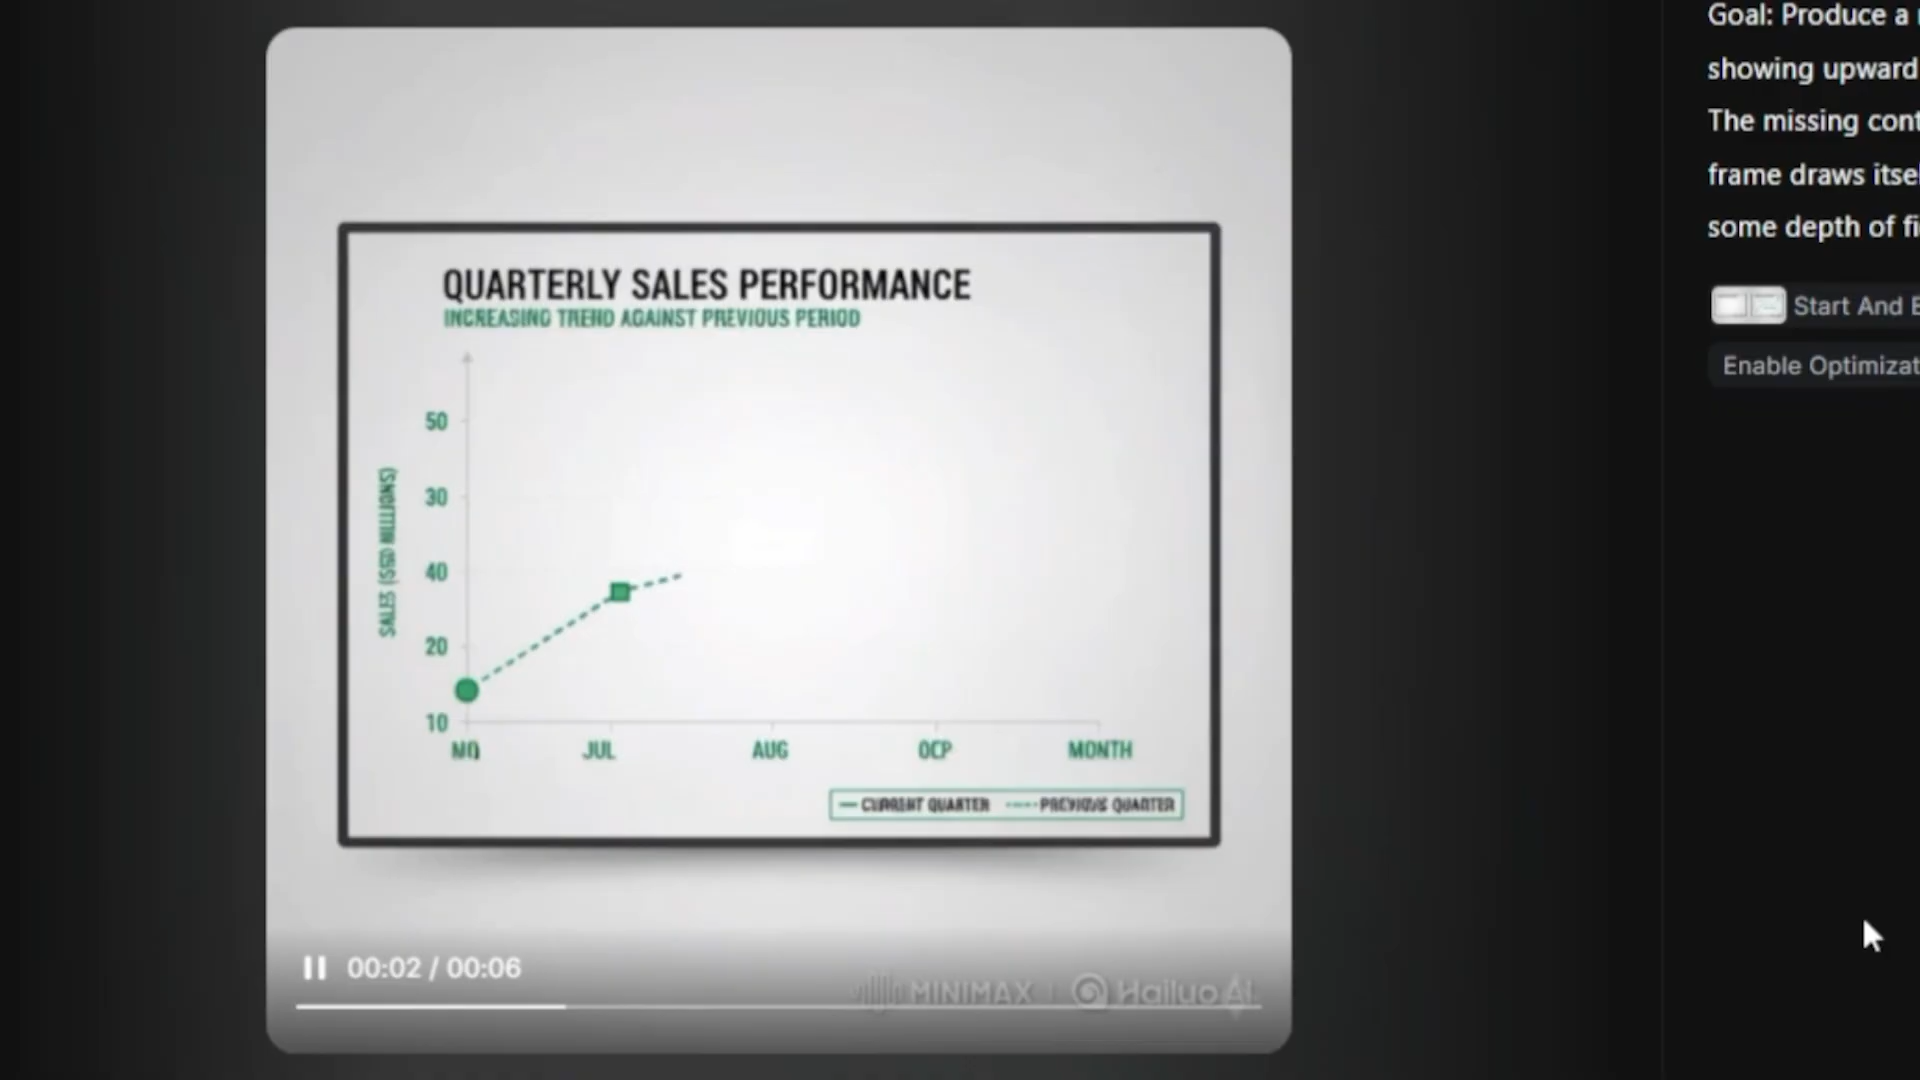 Goal: Produce a
showing upward
The missing cont
frame draws itsel
some depth of fi
Start And E
Enable Optimizat
QUARTERLY SALES PERFORMANCE
INCREASING TREND AGAINST PREVIOUS PERIOD
50
30
40
20
10
SALES
MO
JUL
AUG
OCP
MONTH
CURRENT QUARTER
PREVIOUS QUARTER
00:02 / 00:06
MINIMAX
Hailuo AI